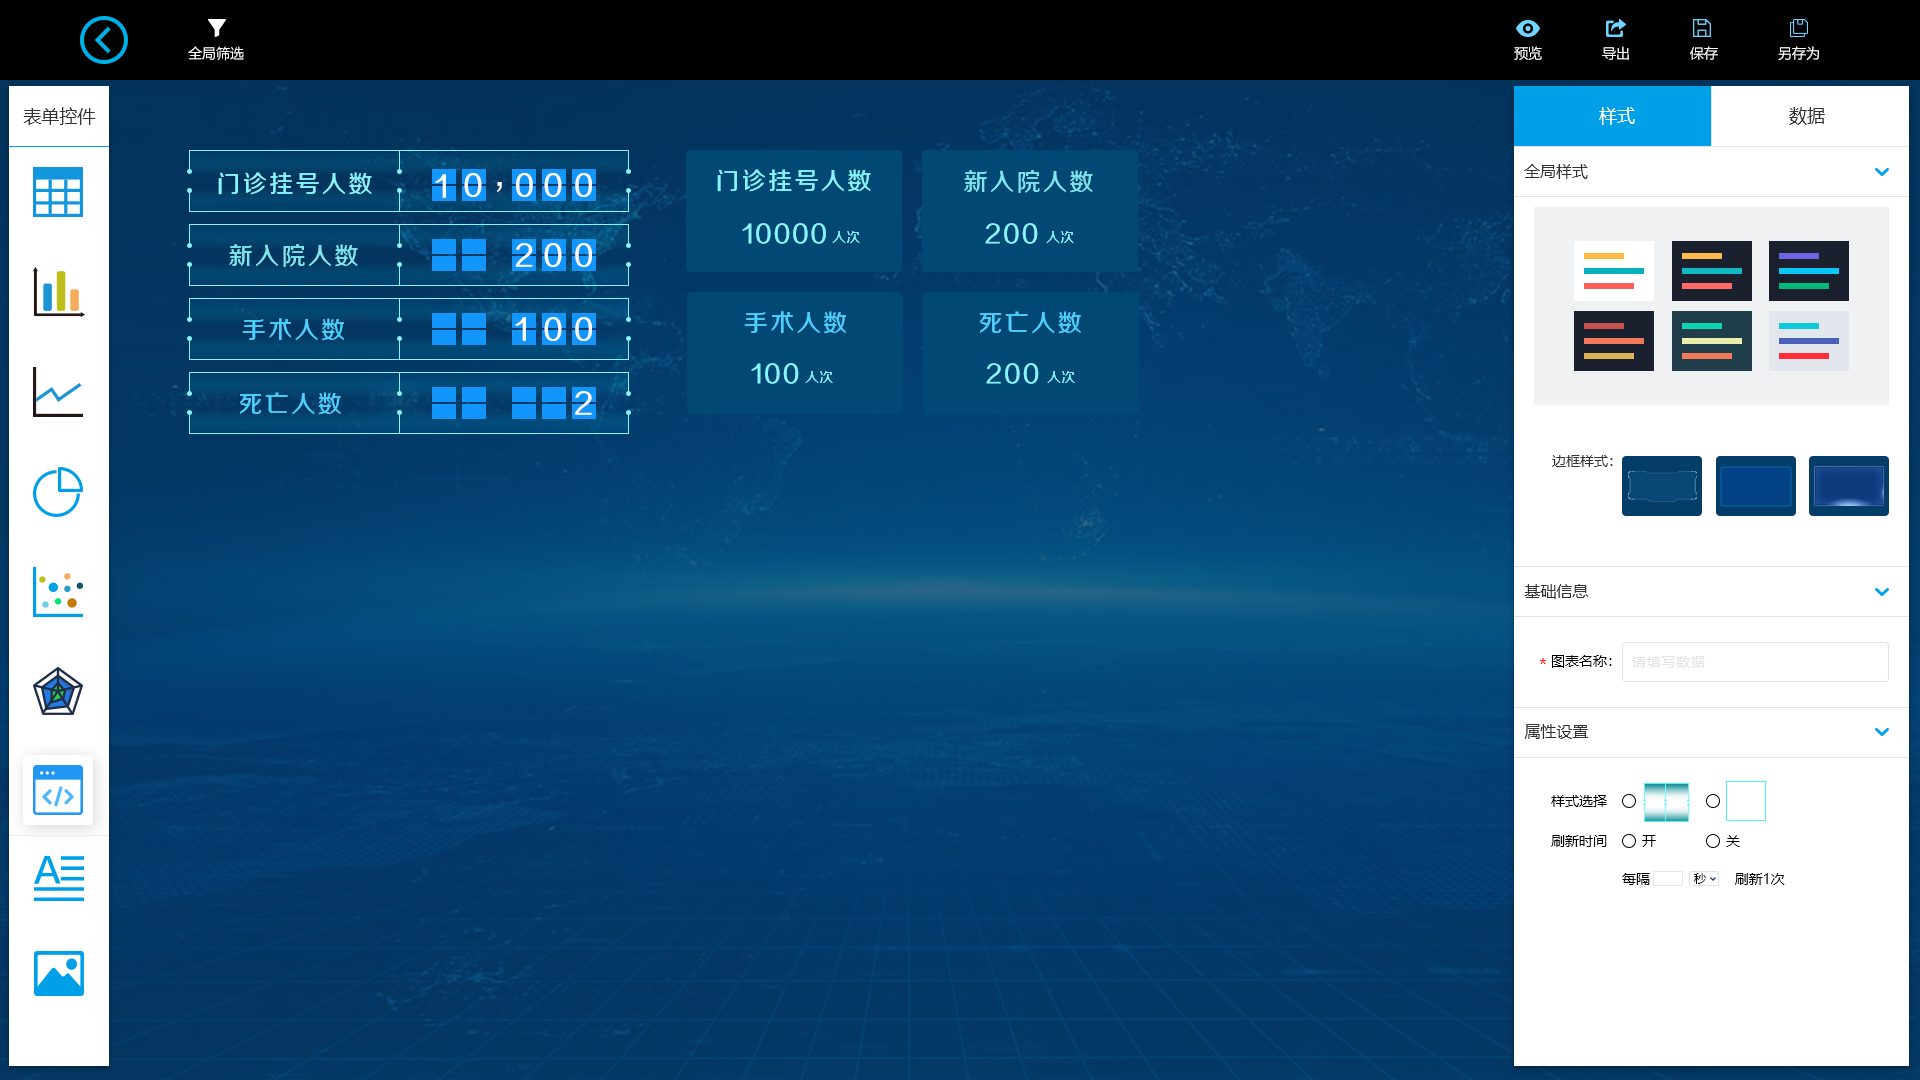 全局筛选
预览
导出
保存
另存为
表单控件
门诊挂号人数 10,000
新入院人数 200
手术人数 100
死亡人数 2
门诊挂号人数
10000 人次
新入院人数
200 人次
手术人数
100 人次
死亡人数
200 人次
样式 数据
全局样式
边框样式：
基础信息
* 图表名称： 请填写数据
属性设置
样式选择
刷新时间 开 关
每隔 秒 刷新1次